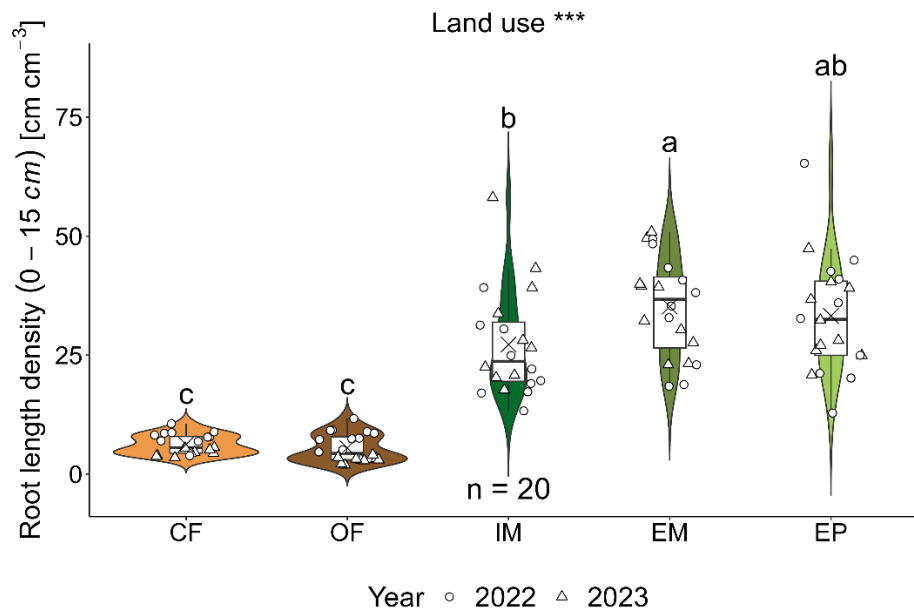 Land use ***
Root length density (0 − 15 cm) [cm cm⁻³]
75
50
25
0
c
c
b
a
ab
n = 20
CF
OF
IM
EM
EP
Year ○ 2022 △ 2023